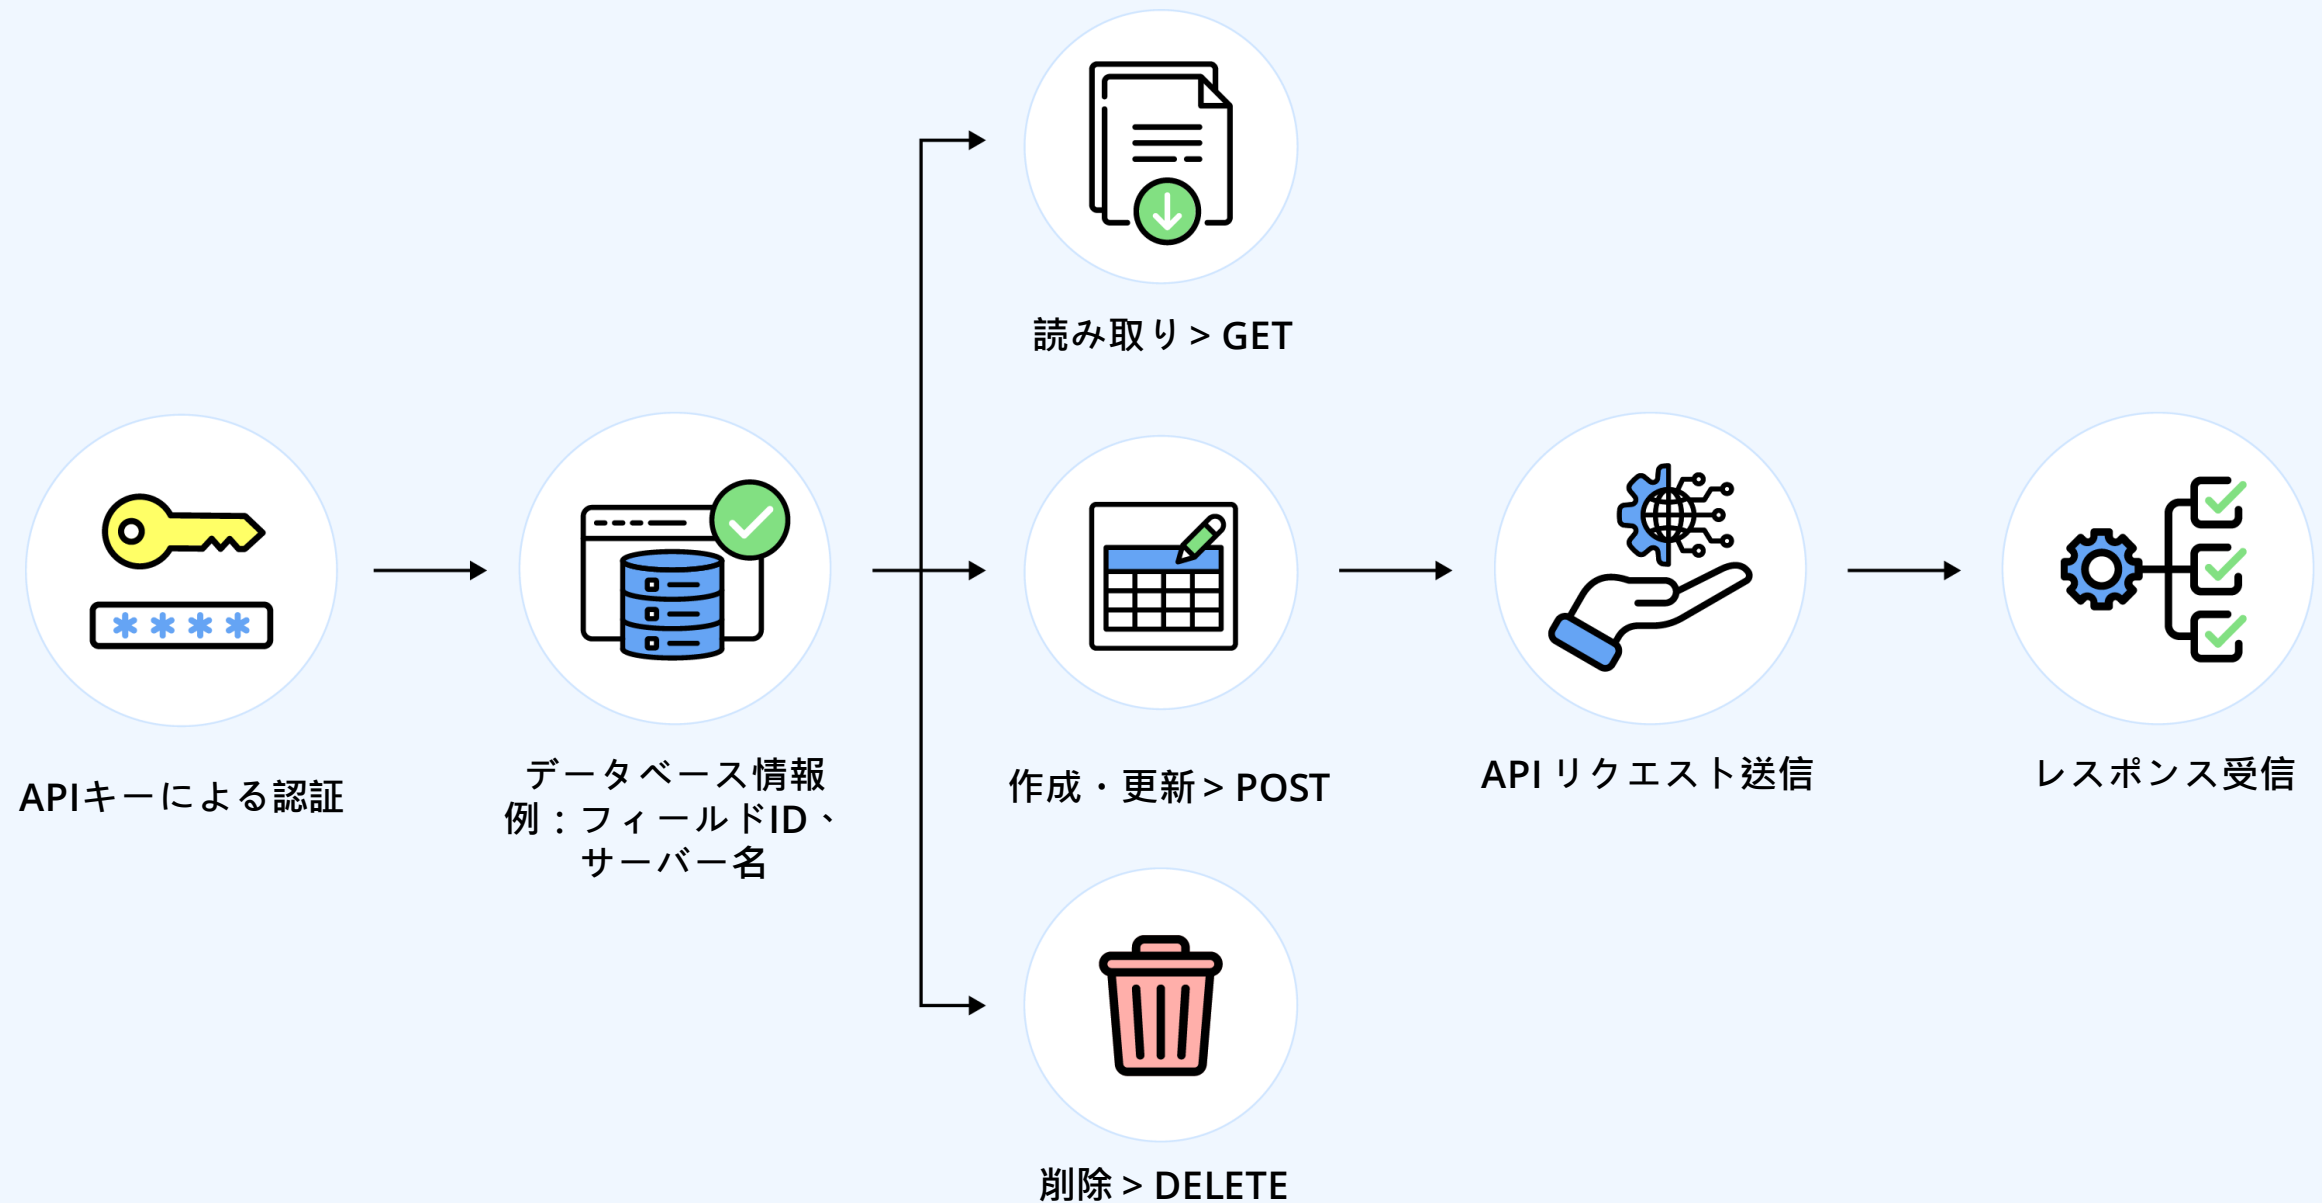 APIキーによる認証
データベース情報
例：フィールドID、
サーバー名
読み取り > GET
作成・更新 > POST
削除 > DELETE
API リクエスト送信
レスポンス受信